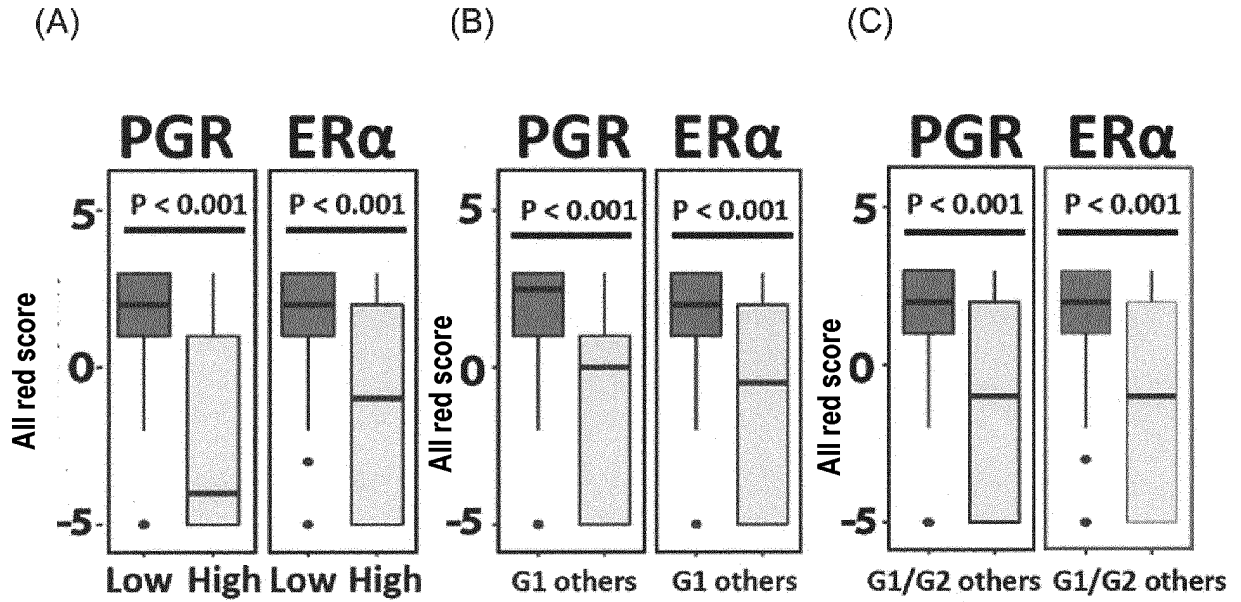 (A) (B) (C)
PGR ERα PGR ERα PGR ERα
5 P < 0.001 P < 0.001 5 P < 0.001 P < 0.001 5 P < 0.001 P < 0.001
All red score All red score All red score
0 0 0
-5 -5 -5
Low High Low High G1 others G1 others G1/G2 others G1/G2 others